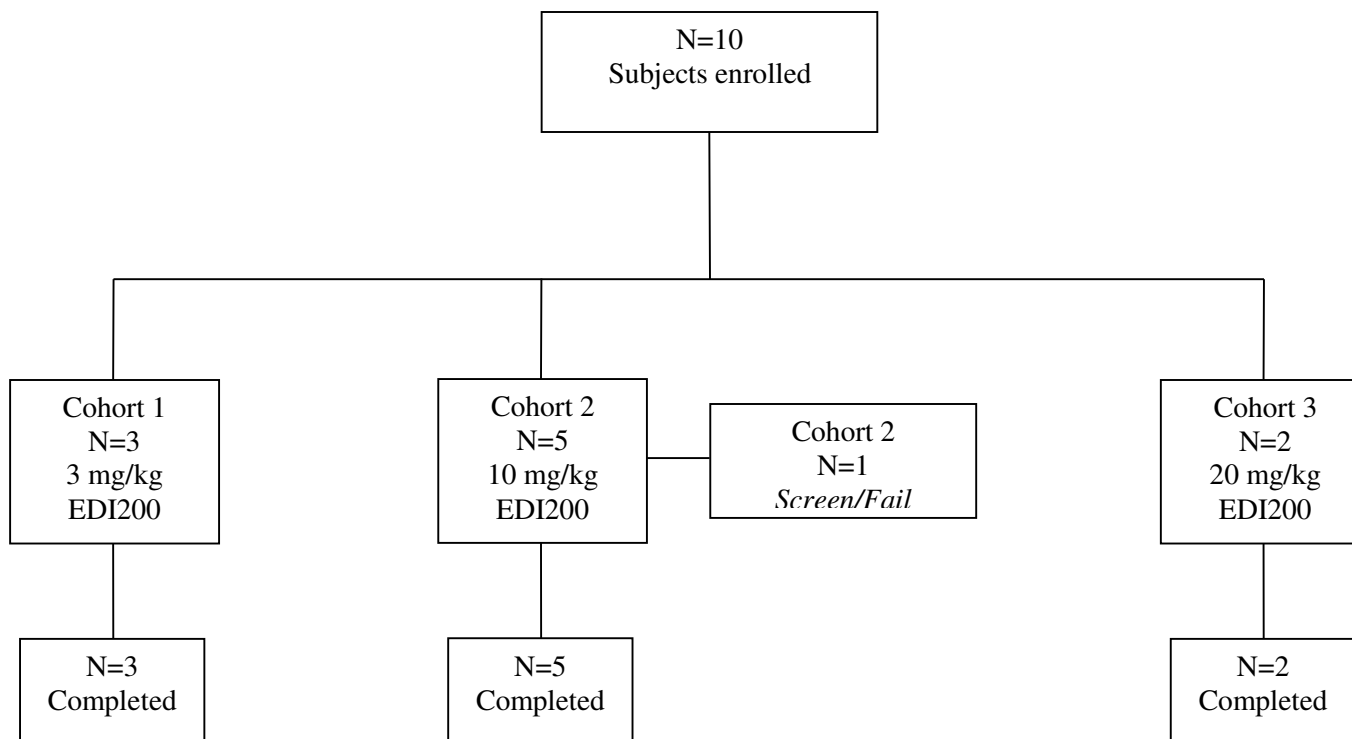 N=10
Subjects enrolled
Cohort 1
N=3
3 mg/kg
EDI200
Cohort 2
N=5
10 mg/kg
EDI200
Cohort 2
N=1
Screen/Fail
Cohort 3
N=2
20 mg/kg
EDI200
N=3
Completed
N=5
Completed
N=2
Completed